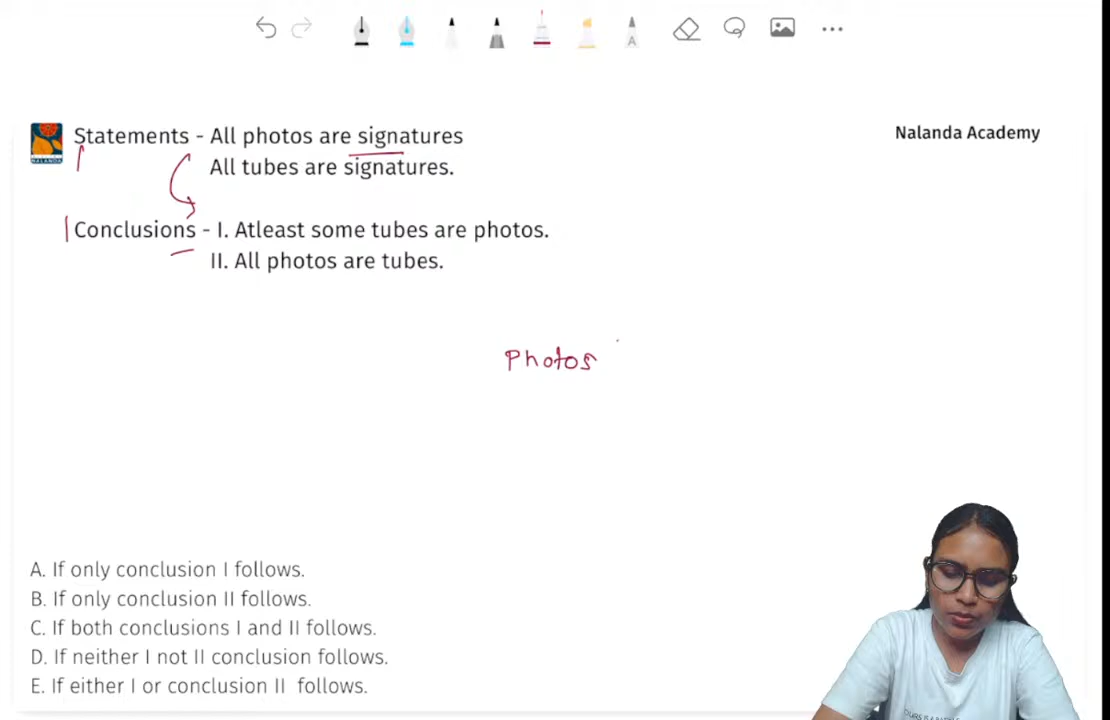 Statements - All photos are signatures
Nalanda Academy
NALANDA
All tubes are signatures.
Conclusions - I. Atleast some tubes are photos.
II. All photos are tubes.
Photos
A. If only conclusion I follows.
B. If only conclusion II follows.
C. If both conclusions I and II follows.
D. If neither I not II conclusion follows.
E. If either I or conclusion II follows.